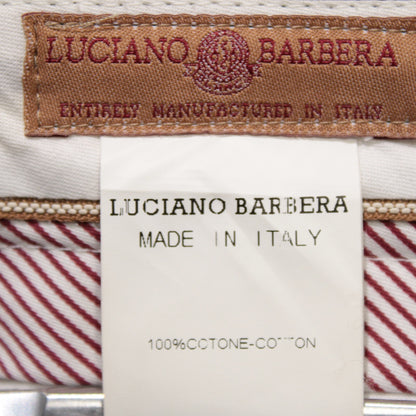 LUCIANO BARBERA
ENTIRELY MANUFACTURED IN ITALY
LUCIANO BARBERA
MADE IN ITALY
100%COTONE-COTTON